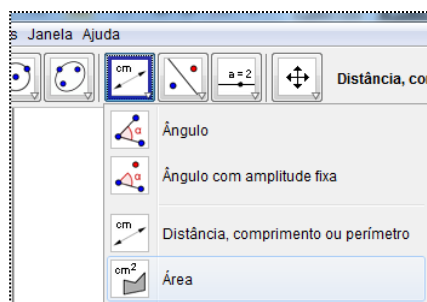 s Janela Ajuda
cm
a = 2
Distância, co
α
Ângulo
α
Ângulo com amplitude fixa
cm
Distância, comprimento ou perímetro
cm²
Área